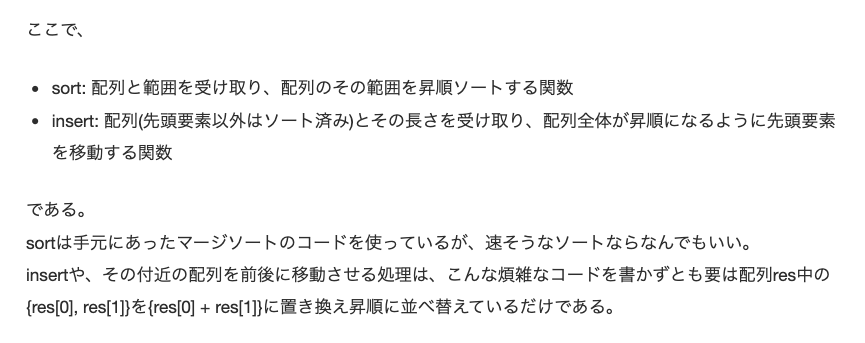 ここで、
• sort: 配列と範囲を受け取り、配列のその範囲を昇順ソートする関数
• insert: 配列(先頭要素以外はソート済み)とその長さを受け取り、配列全体が昇順になるように先頭要素
を移動する関数
である。
sortは手元にあったマージソートのコードを使っているが、速そうなソートならなんでもいい。
insertや、その付近の配列を前後に移動させる処理は、こんな煩雑なコードを書かずとも要は配列res中の
{res[0], res[1]}を{res[0] + res[1]}に置き換え昇順に並べ替えているだけである。